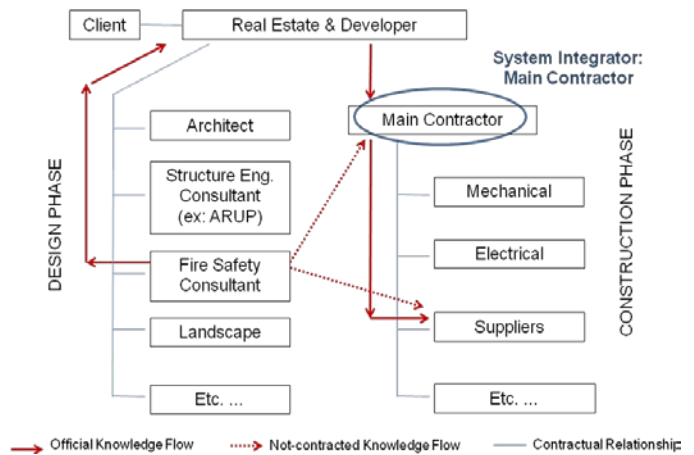 Client
Real Estate & Developer
System Integrator:
Main Contractor
Architect
Main Contractor
Structure Eng.
Consultant
(ex: ARUP)
Mechanical
DESIGN PHASE
CONSTRUCTION PHASE
Fire Safety
Consultant
Electrical
Landscape
Suppliers
Etc. ...
Etc. ...
Official Knowledge Flow
Not-contracted Knowledge Flow
Contractual Relationship